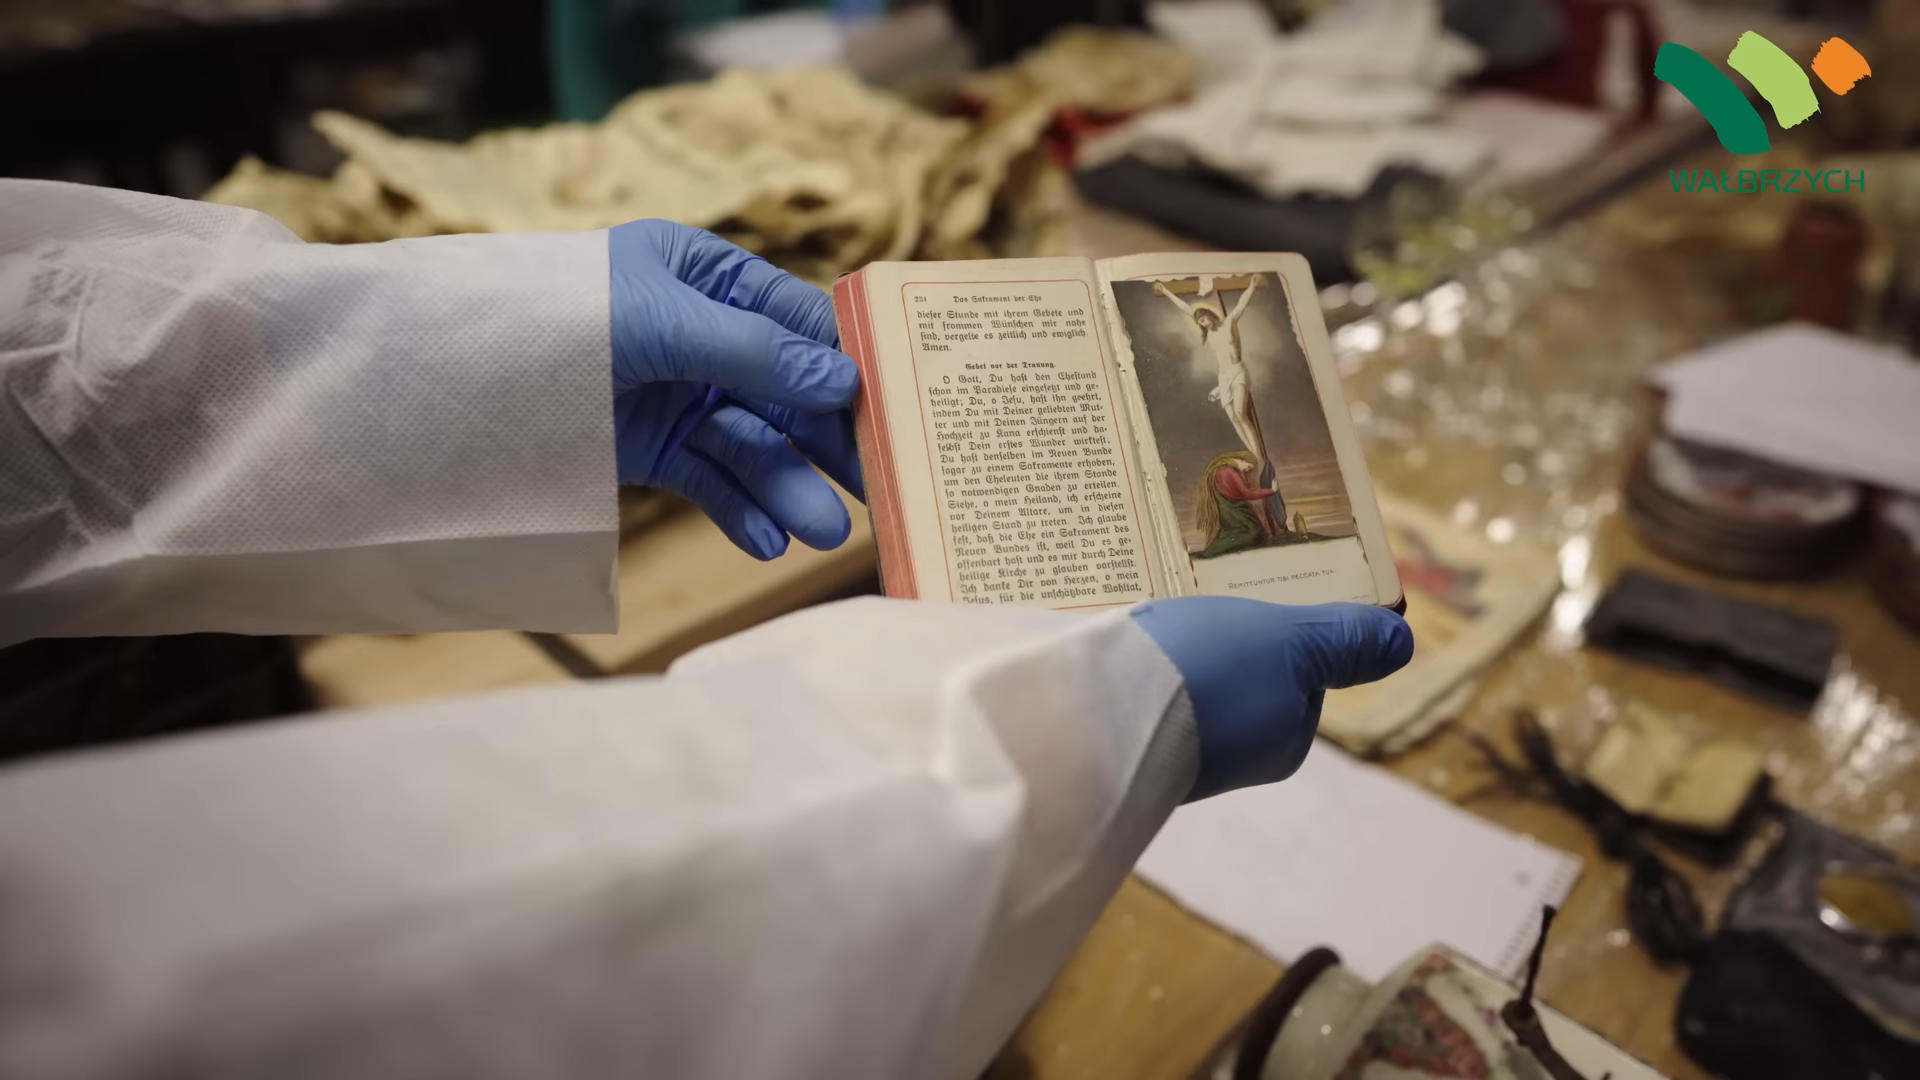 WAŁBRZYCH
234 Das Sakrament der Ehe
dieser Stunde mit ihrem Gebete und
mit frommen Wünschen mir nahe
sind, vergelte es zeitlich und ewiglich.
Amen.
Gebet vor der Trauung.
O Gott, Du hast den Ehestand
schon im Paradiese eingesetzt und ge-
heiligt; Du, o Jesu, hast ihn geehrt,
indem Du mit Deiner geliebten Mut-
ter und mit Deinen Jüngern auf der
Hochzeit zu Kana erschienst und da-
selbst Dein erstes Wunder wirktest.
Du hast denselben im Neuen Bunde
sogar zu einem Sakramente erhoben,
um den Eheleuten die ihrem Stande
so notwendigen Gnaden zu erteilen.
Siehe, o mein Heiland, ich erscheine
vor Deinem Altare, um in diesen
heiligen Stand zu treten. Ich glaube
fest, daß die Ehe ein Sakrament des
Neuen Bundes ist, weil Du es ge-
offenbart hast und es mir durch Deine
heilige Kirche zu glauben vorstellst.
Ich danke Dir von Herzen, o mein
Jesus, für die unschätzbare Wohltat,
REMITTUNTUR TIBI PECCATA TUA